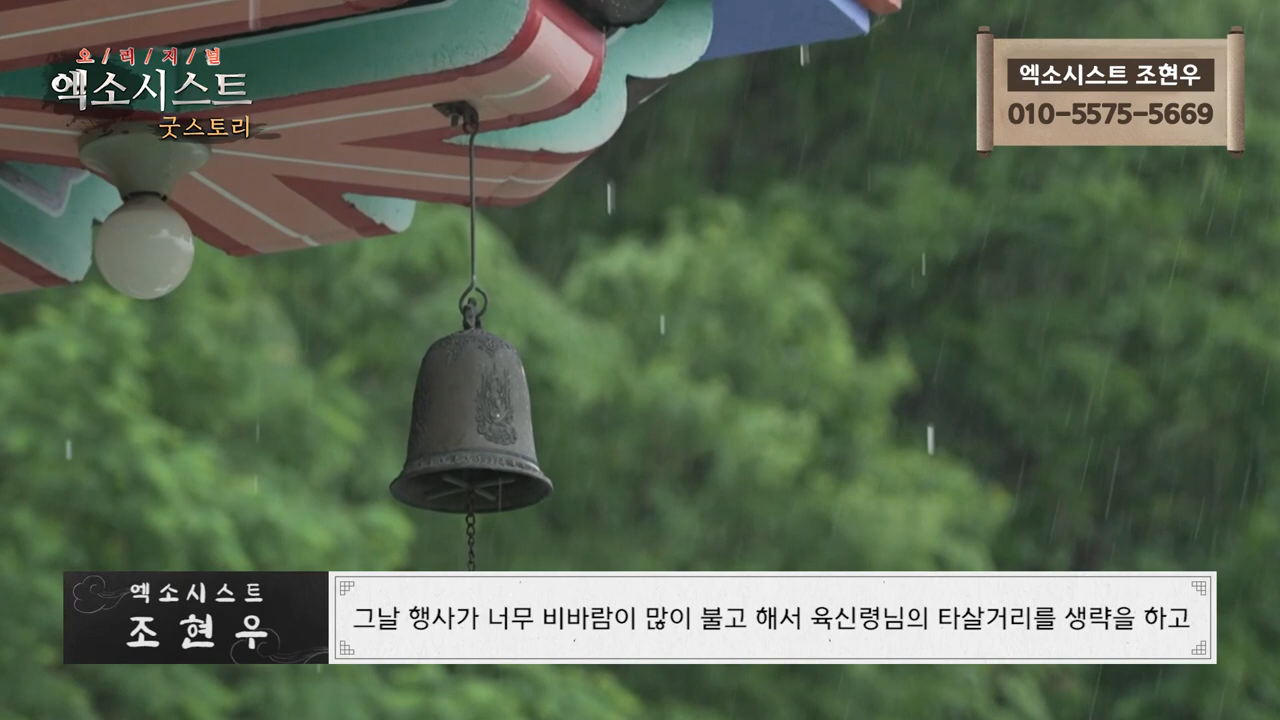 오/리/지/널
엑소시스트
굿스토리
엑소시스트 조현우
010-5575-5669
엑소시스트
조현우
그날 행사가 너무 비바람이 많이 불고 해서 육신령님의 타살거리를 생략을 하고